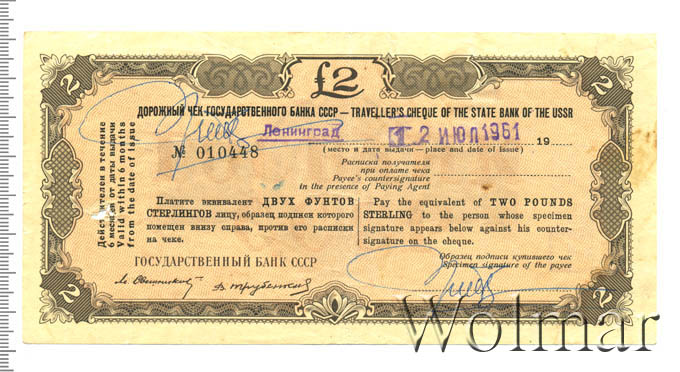 £2
2
2
ДОРОЖНЫЙ ЧЕК ГОСУДАРСТВЕННОГО БАНКА СССР — TRAVELLER'S CHEQUE OF THE STATE BANK OF THE USSR
Ленинград 12 ИЮЛ 1961 19
№ 010448
(место и дата выдачи — place and date of issue)
Расписка получателя
при оплате чека
Payee's countersignature
in the presence of Paying Agent
Действителен в течение
6 месяцев от даты выдачи
Valid within 6 months
from the date of issue
Платите эквивалент ДВУХ ФУНТОВ
СТЕРЛИНГОВ лицу, образец подписи которого
помещен внизу справа, против его расписки
на чеке.
Pay the equivalent of TWO POUNDS
STERLING to the person whose specimen
signature appears below against his counter-
signature on the cheque.
ГОСУДАРСТВЕННЫЙ БАНК СССР
Образец подписи купившего чек
Specimen signature of the payee
2
2
Wolmar